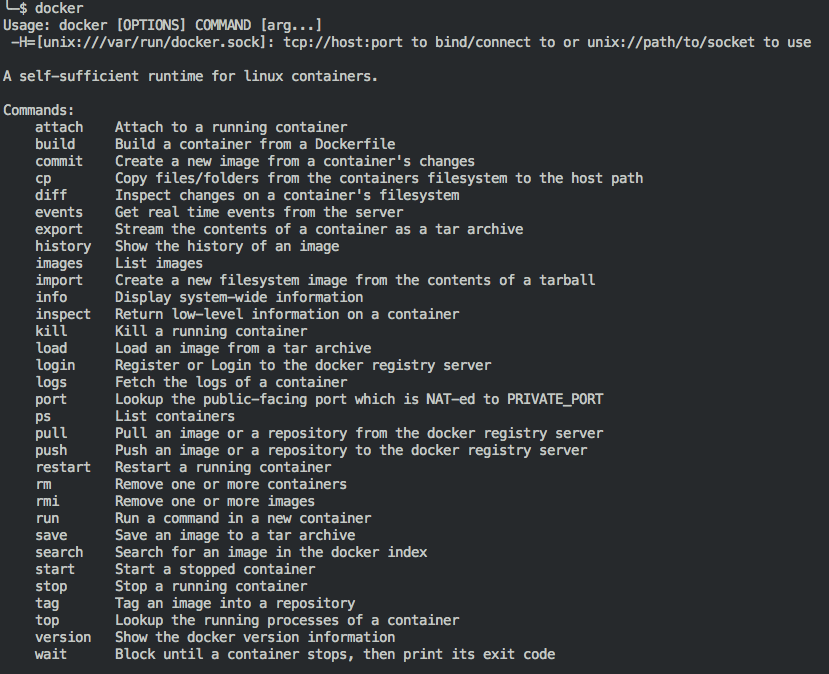 └─$ docker
Usage: docker [OPTIONS] COMMAND [arg...]
 -H=[unix:///var/run/docker.sock]: tcp://host:port to bind/connect to or unix://path/to/socket to use

A self-sufficient runtime for linux containers.

Commands:
    attach    Attach to a running container
    build     Build a container from a Dockerfile
    commit    Create a new image from a container's changes
    cp        Copy files/folders from the containers filesystem to the host path
    diff      Inspect changes on a container's filesystem
    events    Get real time events from the server
    export    Stream the contents of a container as a tar archive
    history   Show the history of an image
    images    List images
    import    Create a new filesystem image from the contents of a tarball
    info      Display system-wide information
    inspect   Return low-level information on a container
    kill      Kill a running container
    load      Load an image from a tar archive
    login     Register or Login to the docker registry server
    logs      Fetch the logs of a container
    port      Lookup the public-facing port which is NAT-ed to PRIVATE_PORT
    ps        List containers
    pull      Pull an image or a repository from the docker registry server
    push      Push an image or a repository to the docker registry server
    restart   Restart a running container
    rm        Remove one or more containers
    rmi       Remove one or more images
    run       Run a command in a new container
    save      Save an image to a tar archive
    search    Search for an image in the docker index
    start     Start a stopped container
    stop      Stop a running container
    tag       Tag an image into a repository
    top       Lookup the running processes of a container
    version   Show the docker version information
    wait      Block until a container stops, then print its exit code